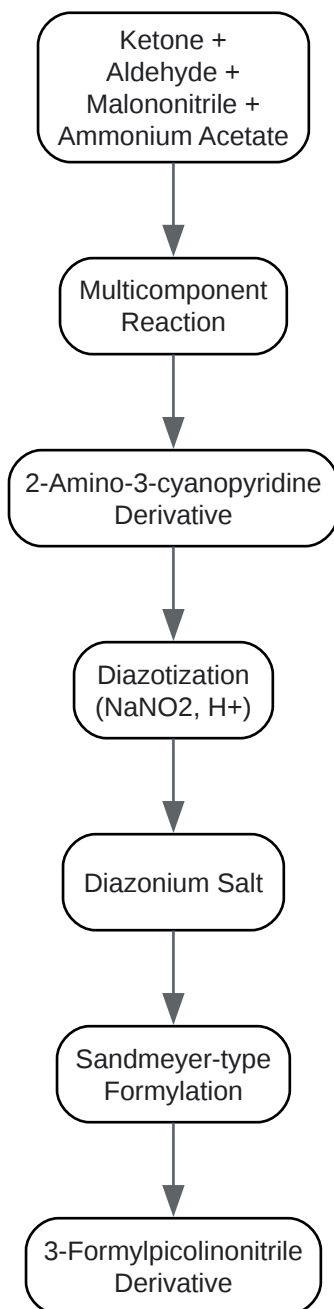 Ketone +
Aldehyde +
Malononitrile +
Ammonium Acetate
Multicomponent
Reaction
2-Amino-3-cyanopyridine
Derivative
Diazotization
(NaNO2, H+)
Diazonium Salt
Sandmeyer-type
Formylation
3-Formylpicolinonitrile
Derivative